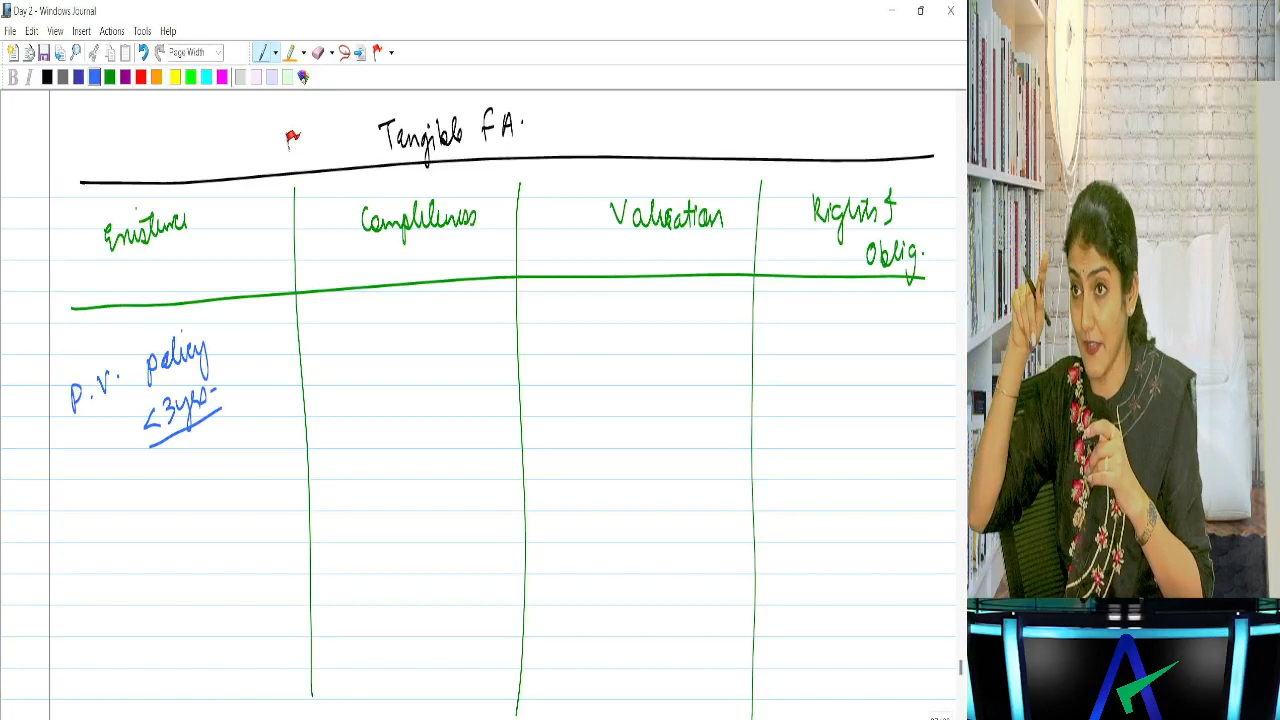 Day 2 - Windows Journal
File Edit View Insert Actions Tools Help
Page Width
B I
Tangible FA.
Existence
Completeness
Valuation
Rights &
Oblig.
P.V. policy
<3yrs-